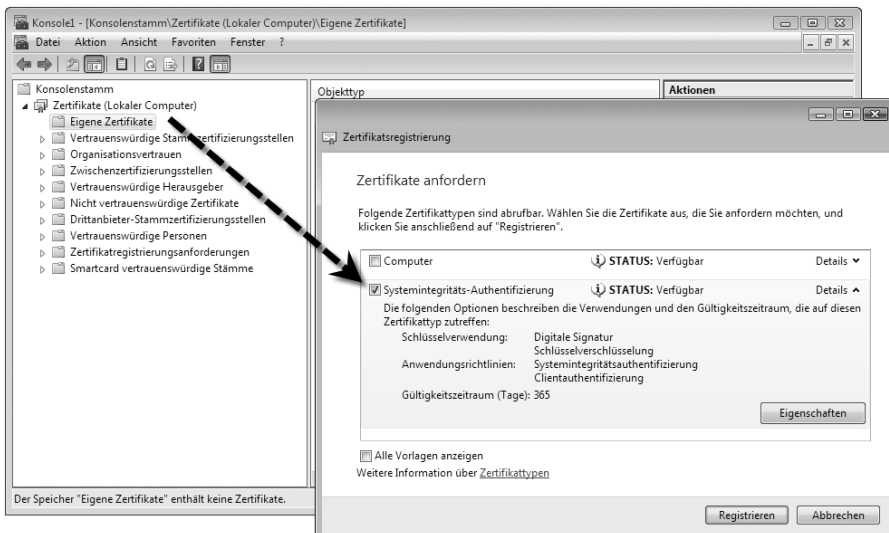 Konsole1 - [Konsolenstamm\Zertifikate (Lokaler Computer)\Eigene Zertifikate]
Datei Aktion Ansicht Favoriten Fenster ?
Konsolenstamm
Zertifikate (Lokaler Computer)
Eigene Zertifikate
Vertrauenswürdige Stammzertifizierungsstellen
Organisationsvertrauen
Zwischenzertifizierungsstellen
Vertrauenswürdige Herausgeber
Nicht vertrauenswürdige Zertifikate
Drittanbieter-Stammzertifizierungsstellen
Vertrauenswürdige Personen
Zertifikatregistrierungsanforderungen
Smartcard vertrauenswürdige Stämme
Der Speicher "Eigene Zertifikate" enthält keine Zertifikate.
Objekttyp
Aktionen
Zertifikatsregistrierung
Zertifikate anfordern
Folgende Zertifikattypen sind abrufbar. Wählen Sie die Zertifikate aus, die Sie anfordern möchten, und
klicken Sie anschließend auf "Registrieren".
Computer STATUS: Verfügbar Details
Systemintegritäts-Authentifizierung STATUS: Verfügbar Details
Die folgenden Optionen beschreiben die Verwendungen und den Gültigkeitszeitraum, die auf diesen
Zertifikattyp zutreffen:
Schlüsselverwendung: Digitale Signatur
Schlüsselverschlüsselung
Anwendungsrichtlinien: Systemintegritätsauthentifizierung
Clientauthentifizierung
Gültigkeitszeitraum (Tage): 365
Eigenschaften
Alle Vorlagen anzeigen
Weitere Information über Zertifikattypen
Registrieren Abbrechen